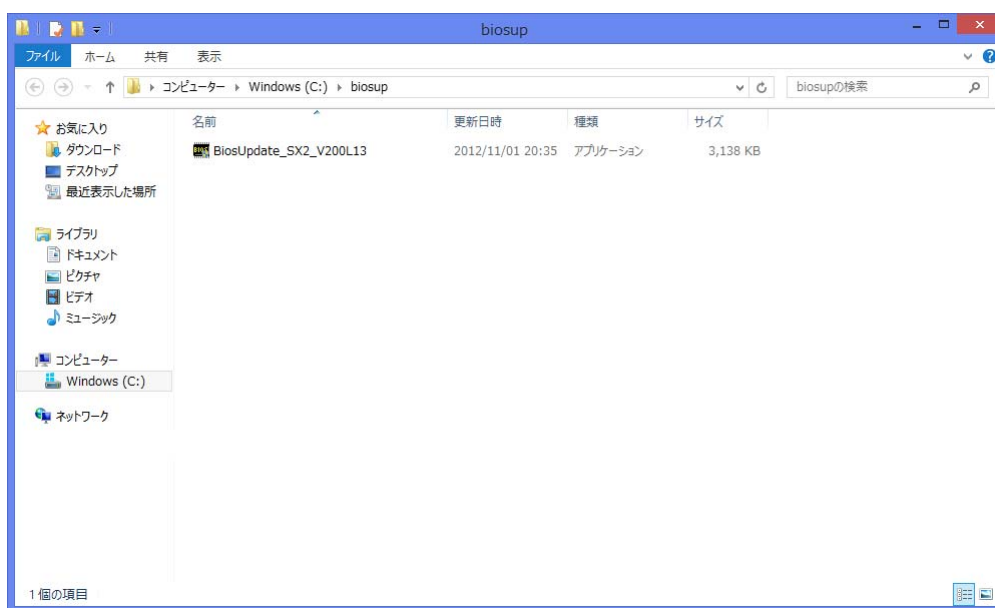 biosup
ファイル ホーム 共有 表示
コンピューター Windows (C:) biosup biosupの検索
名前 更新日時 種類 サイズ
BiosUpdate_SX2_V200L13 2012/11/01 20:35 アプリケーション 3,138 KB
お気に入り
ダウンロード
デスクトップ
最近表示した場所
ライブラリ
ドキュメント
ピクチャ
ビデオ
ミュージック
コンピューター
Windows (C:)
ネットワーク
1 個の項目